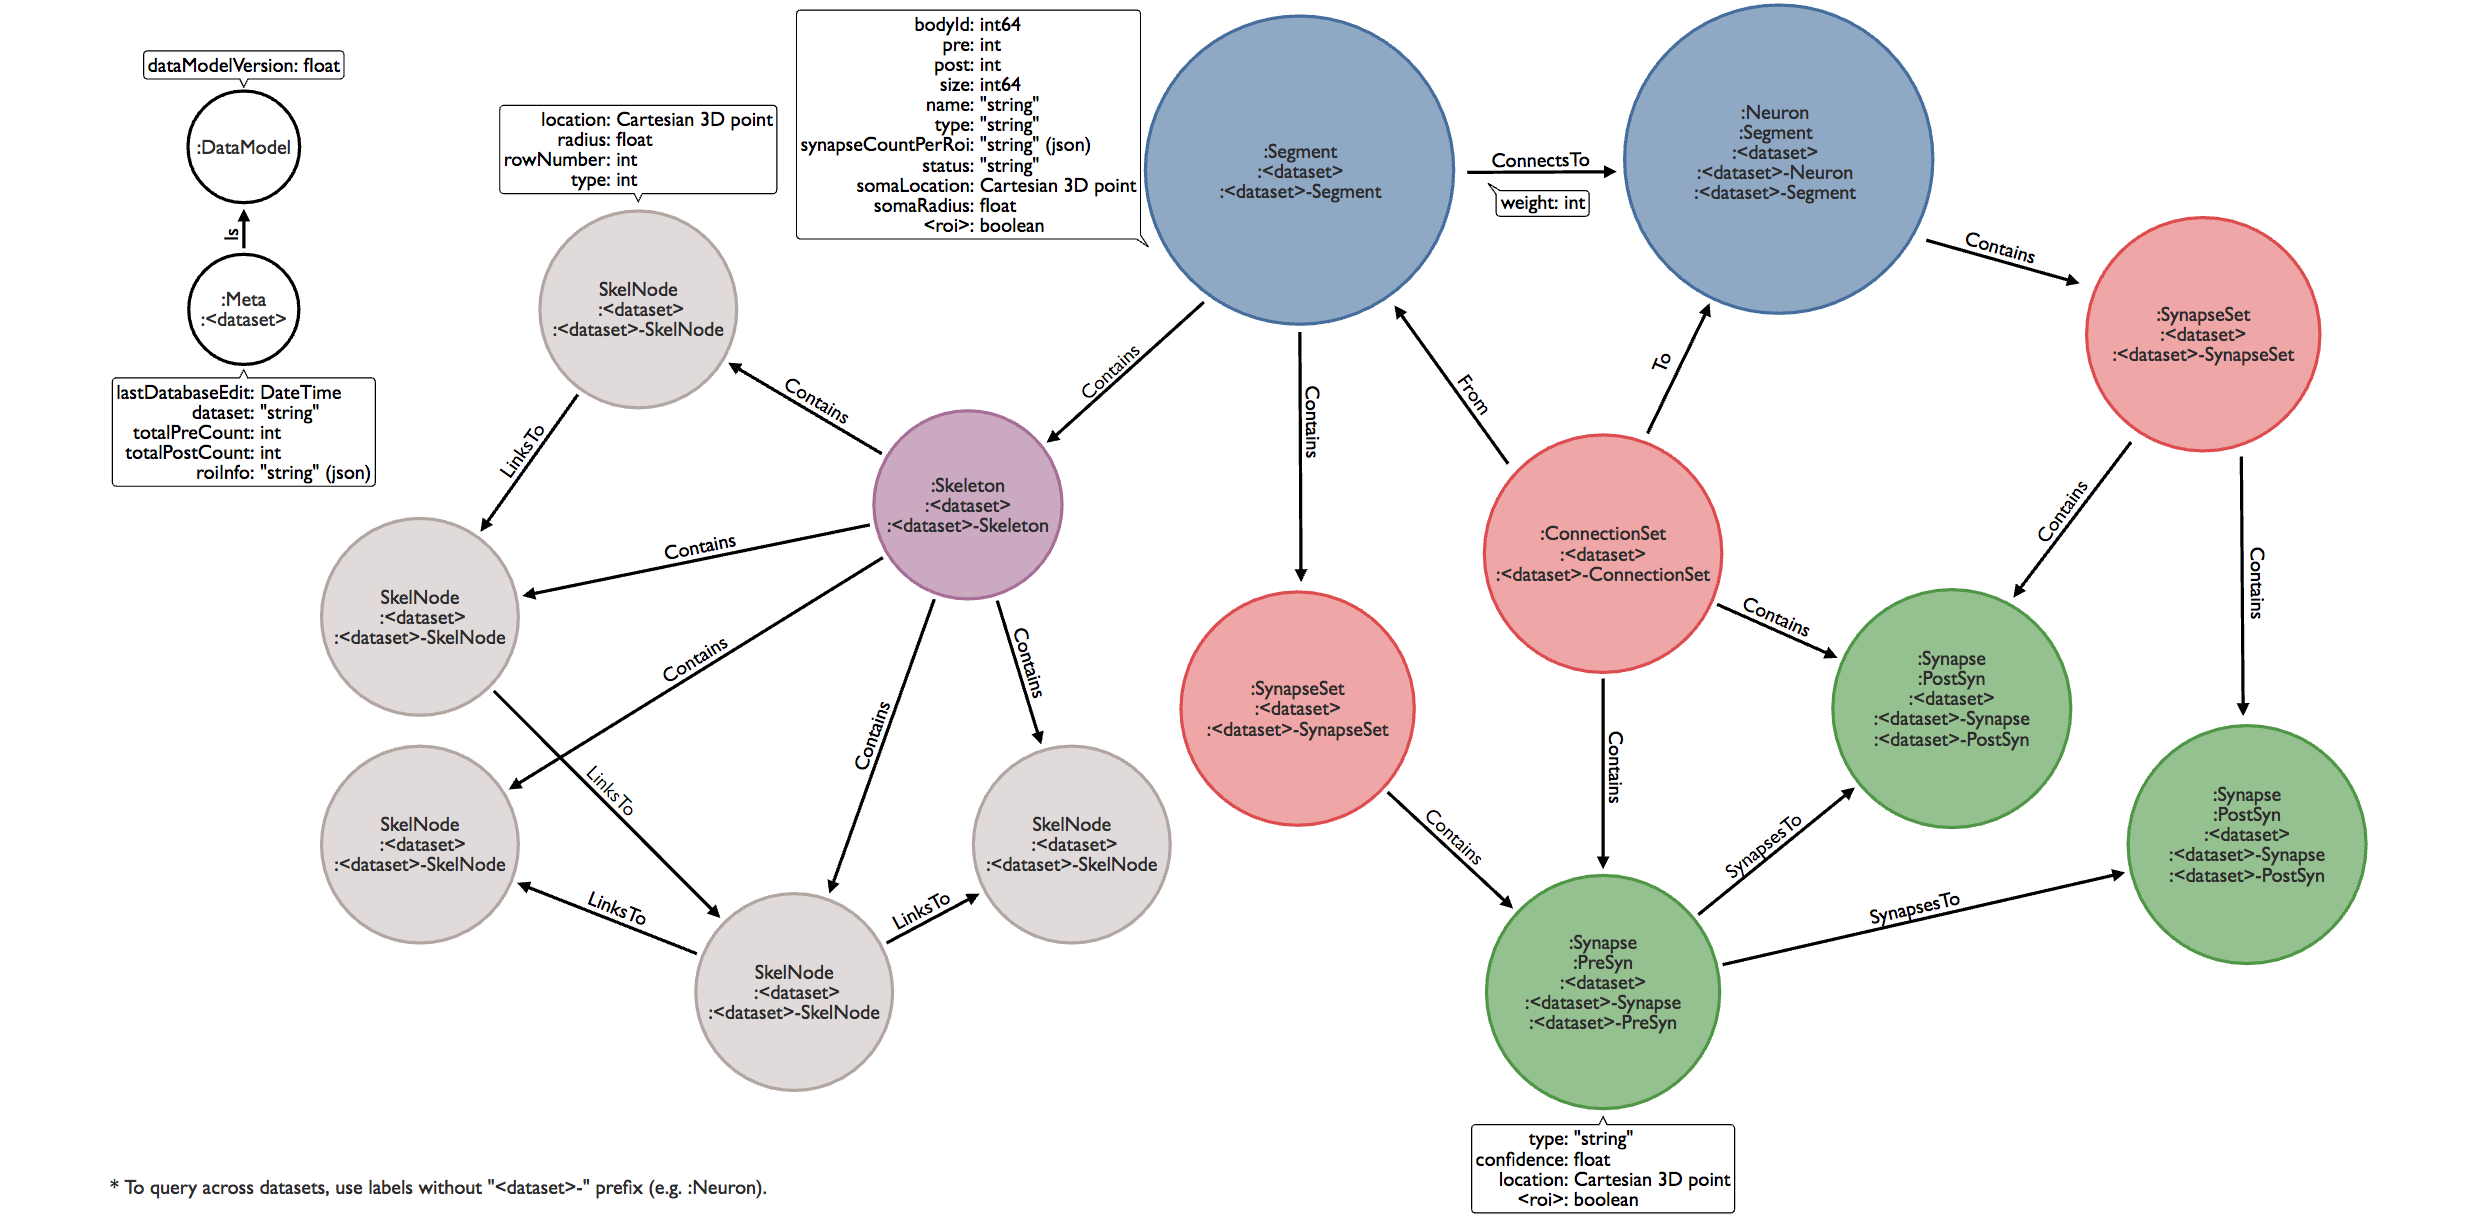 dataModelVersion: float
:DataModel
Is
:Meta
:<dataset>
lastDatabaseEdit: DateTime
dataset: "string"
totalPreCount: int
totalPostCount: int
roiInfo: "string" (json)
location: Cartesian 3D point
radius: float
rowNumber: int
type: int
SkelNode
:<dataset>
:<dataset>-SkelNode
bodyId: int64
pre: int
post: int
size: int64
name: "string"
type: "string"
synapseCountPerRoi: "string" (json)
status: "string"
somaLocation: Cartesian 3D point
somaRadius: float
<roi>: boolean
:Segment
:<dataset>
:<dataset>-Segment
ConnectsTo
weight: int
:Neuron
:Segment
:<dataset>
:<dataset>-Neuron
:<dataset>-Segment
Contains
:SynapseSet
:<dataset>
:<dataset>-SynapseSet
Contains
Contains
Contains
From
To
LinksTo
:Skeleton
:<dataset>
:<dataset>-Skeleton
Contains
Contains
Contains
Contains
SkelNode
:<dataset>
:<dataset>-SkelNode
LinksTo
SkelNode
:<dataset>
:<dataset>-SkelNode
LinksTo
SkelNode
:<dataset>
:<dataset>-SkelNode
LinksTo
SkelNode
:<dataset>
:<dataset>-SkelNode
:ConnectionSet
:<dataset>
:<dataset>-ConnectionSet
Contains
Contains
Contains
Contains
:SynapseSet
:<dataset>
:<dataset>-SynapseSet
Contains
:Synapse
:PostSyn
:<dataset>
:<dataset>-Synapse
:<dataset>-PostSyn
:Synapse
:PostSyn
:<dataset>
:<dataset>-Synapse
:<dataset>-PostSyn
SynapsesTo
SynapsesTo
:Synapse
:PreSyn
:<dataset>
:<dataset>-Synapse
:<dataset>-PreSyn
type: "string"
confidence: float
location: Cartesian 3D point
<roi>: boolean
* To query across datasets, use labels without "<dataset>-" prefix (e.g. :Neuron).